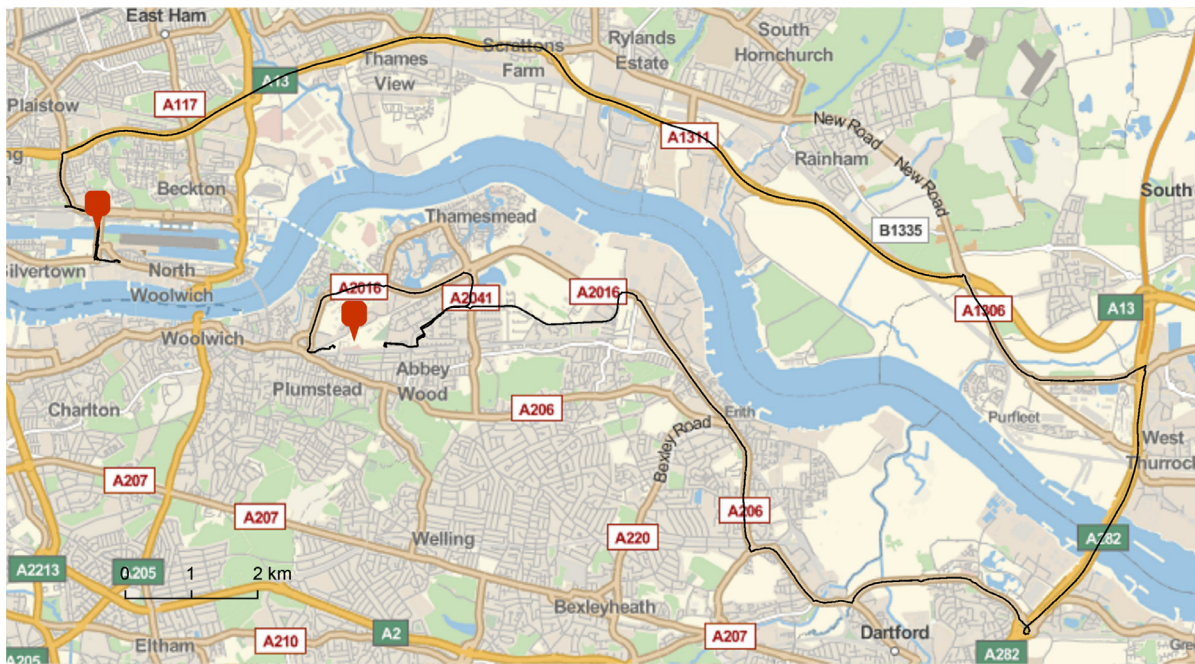 East Ham
Thames
View
Scrattons
Farm
Rylands
Estate
South
Hornchurch
A13
Plaistow
A117
A1311
New Road
Rainham
New Road
South
Beckton
Thamesmead
B1335
Silvertown
North
Woolwich
A2016
A2041
A2016
A1306
A13
Woolwich
Abbey
Wood
Plumstead
Charlton
A206
Erith
Purfleet
Bexley Road
West
Thurrock
A207
A207
A206
Welling
A220
A282
A2213
0 1 2 km
A205
Bexleyheath
Eltham
A210
A2
A207
Dartford
A282
A205